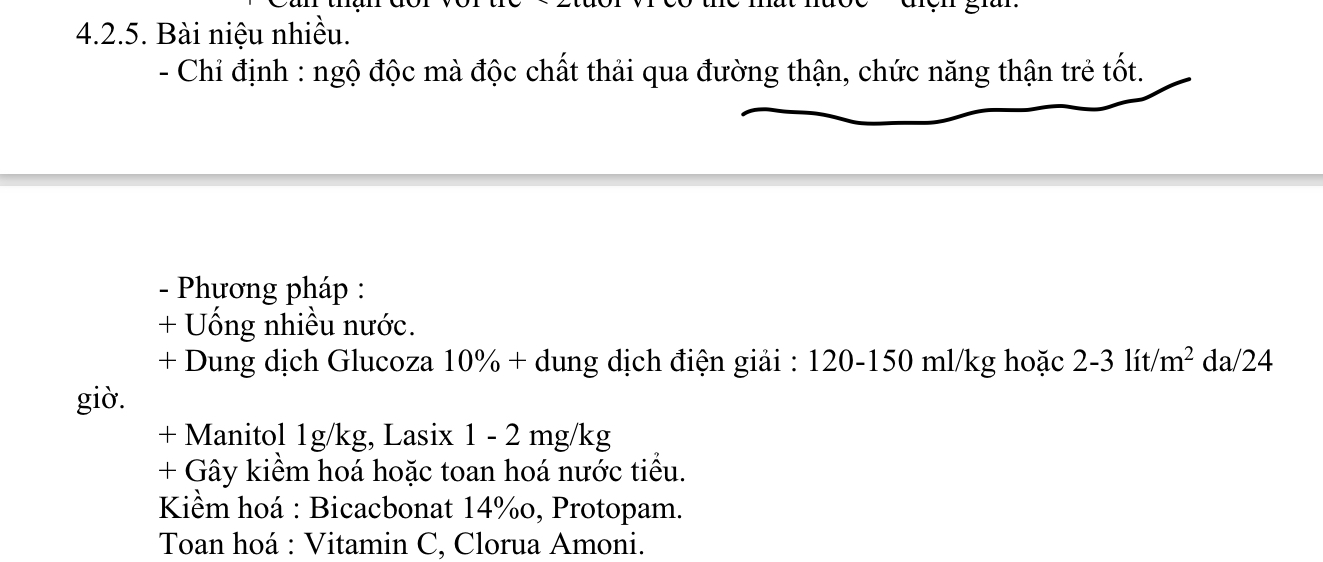 4.2.5. Bài niệu nhiều.
- Chỉ định : ngộ độc mà độc chất thải qua đường thận, chức năng thận trẻ tốt.
- Phương pháp :
+ Uống nhiều nước.
+ Dung dịch Glucoza 10% + dung dịch điện giải : 120-150 ml/kg hoặc 2-3 lít/m² da/24
giờ.
+ Manitol 1g/kg, Lasix 1 - 2 mg/kg
+ Gây kiềm hoá hoặc toan hoá nước tiểu.
Kiềm hoá : Bicacbonat 14%o, Protopam.
Toan hoá : Vitamin C, Clorua Amoni.